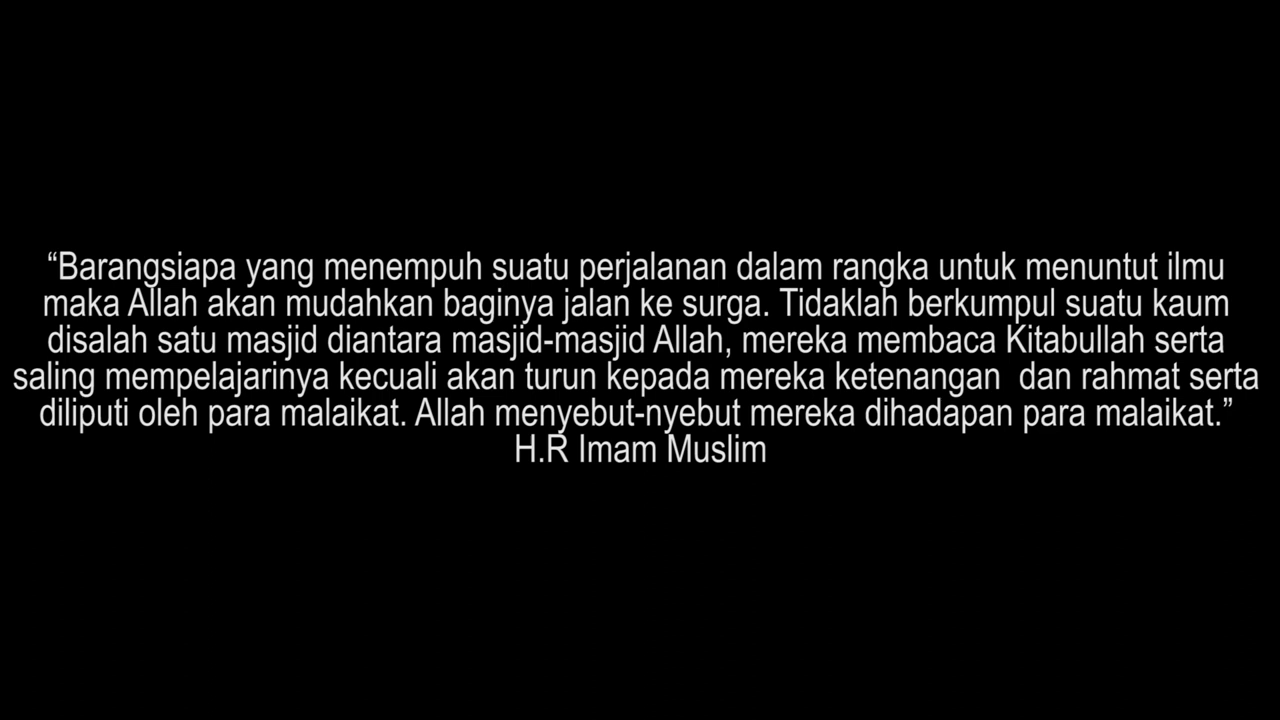 “Barangsiapa yang menempuh suatu perjalanan dalam rangka untuk menuntut ilmu
maka Allah akan mudahkan baginya jalan ke surga. Tidaklah berkumpul suatu kaum
disalah satu masjid diantara masjid-masjid Allah, mereka membaca Kitabullah serta
saling mempelajarinya kecuali akan turun kepada mereka ketenangan  dan rahmat serta
diliputi oleh para malaikat. Allah menyebut-nyebut mereka dihadapan para malaikat.”
H.R Imam Muslim